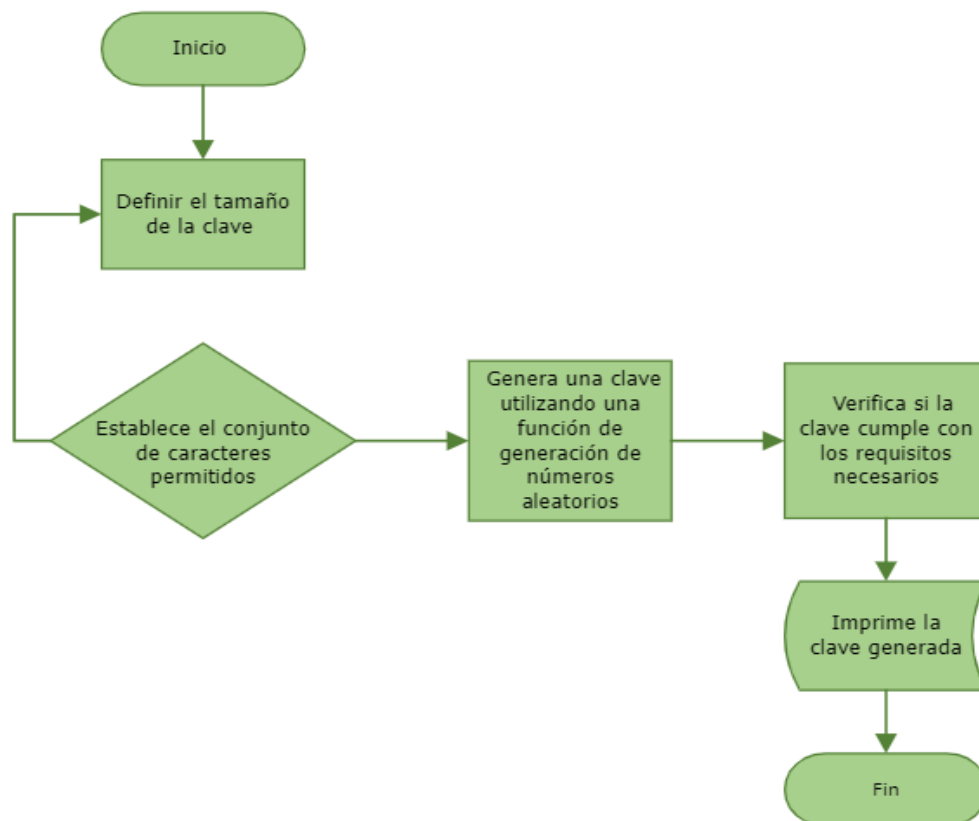 Inicio
Definir el tamaño
de la clave
Establece el conjunto
de caracteres
permitidos
Genera una clave
utilizando una
función de
generación de
números
aleatorios
Verifica si la
clave cumple con
los requisitos
necesarios
Imprime la
clave generada
Fin